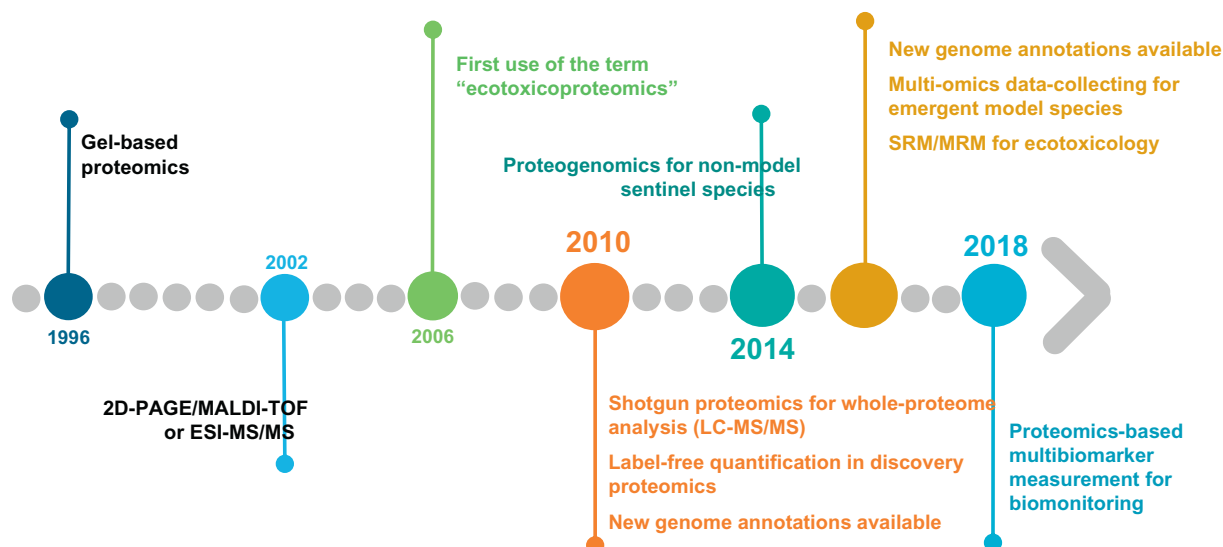 Gel-based
proteomics
1996
2002
2D-PAGE/MALDI-TOF
or ESI-MS/MS
First use of the term
“ecotoxicoproteomics”
2006
2010
Shotgun proteomics for whole-proteome
analysis (LC-MS/MS)
Label-free quantification in discovery
proteomics
New genome annotations available
Proteogenomics for non-model
sentinel species
2014
New genome annotations available
Multi-omics data-collecting for
emergent model species
SRM/MRM for ecotoxicology
2018
Proteomics-based
multibiomarker
measurement for
biomonitoring